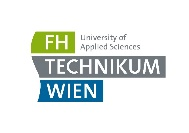 FH University of
Applied Sciences
TECHNIKUM
WIEN